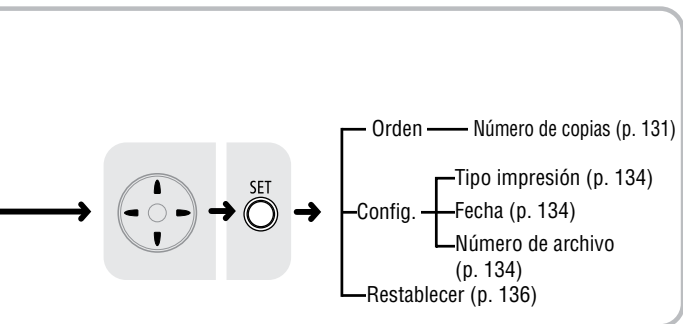 SET
Orden
Número de copias (p. 131)
Config.
Tipo impresión (p. 134)
Fecha (p. 134)
Número de archivo
(p. 134)
Restablecer (p. 136)